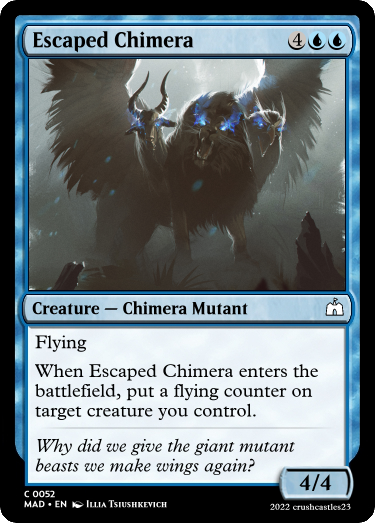 Escaped Chimera 4
Creature — Chimera Mutant
Flying
When Escaped Chimera enters the
battlefield, put a flying counter on
target creature you control.
Why did we give the giant mutant
beasts we make wings again?
4/4
C 0052
MAD • EN Illia Tsiushkevich
2022 crushcastles23